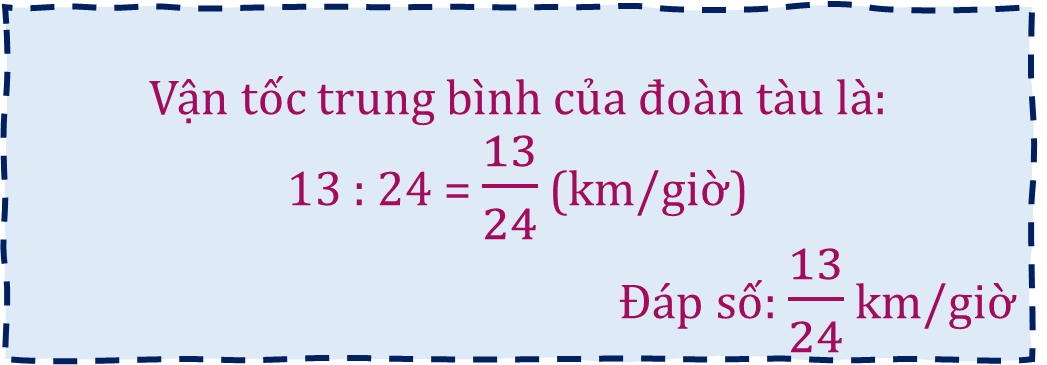 Vận tốc trung bình của đoàn tàu là:
13 : 24 = 13/24 (km/giờ)
Đáp số: 13/24 km/giờ